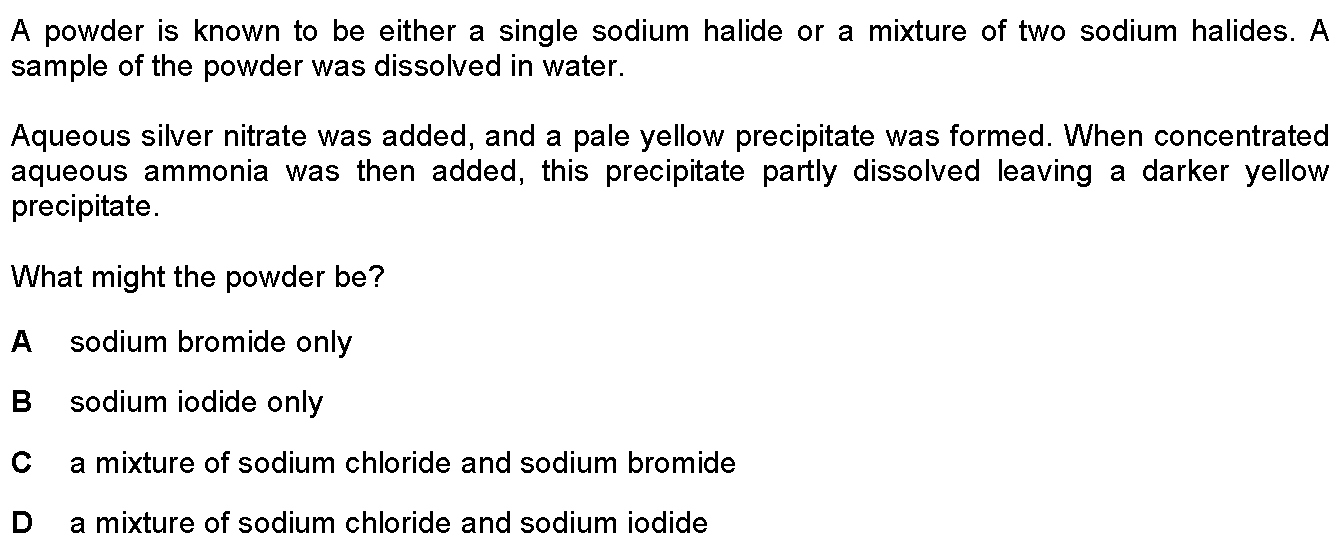 A powder is known to be either a single sodium halide or a mixture of two sodium halides. A
sample of the powder was dissolved in water.
Aqueous silver nitrate was added, and a pale yellow precipitate was formed. When concentrated
aqueous ammonia was then added, this precipitate partly dissolved leaving a darker yellow
precipitate.
What might the powder be?
A sodium bromide only
B sodium iodide only
C a mixture of sodium chloride and sodium bromide
D a mixture of sodium chloride and sodium iodide